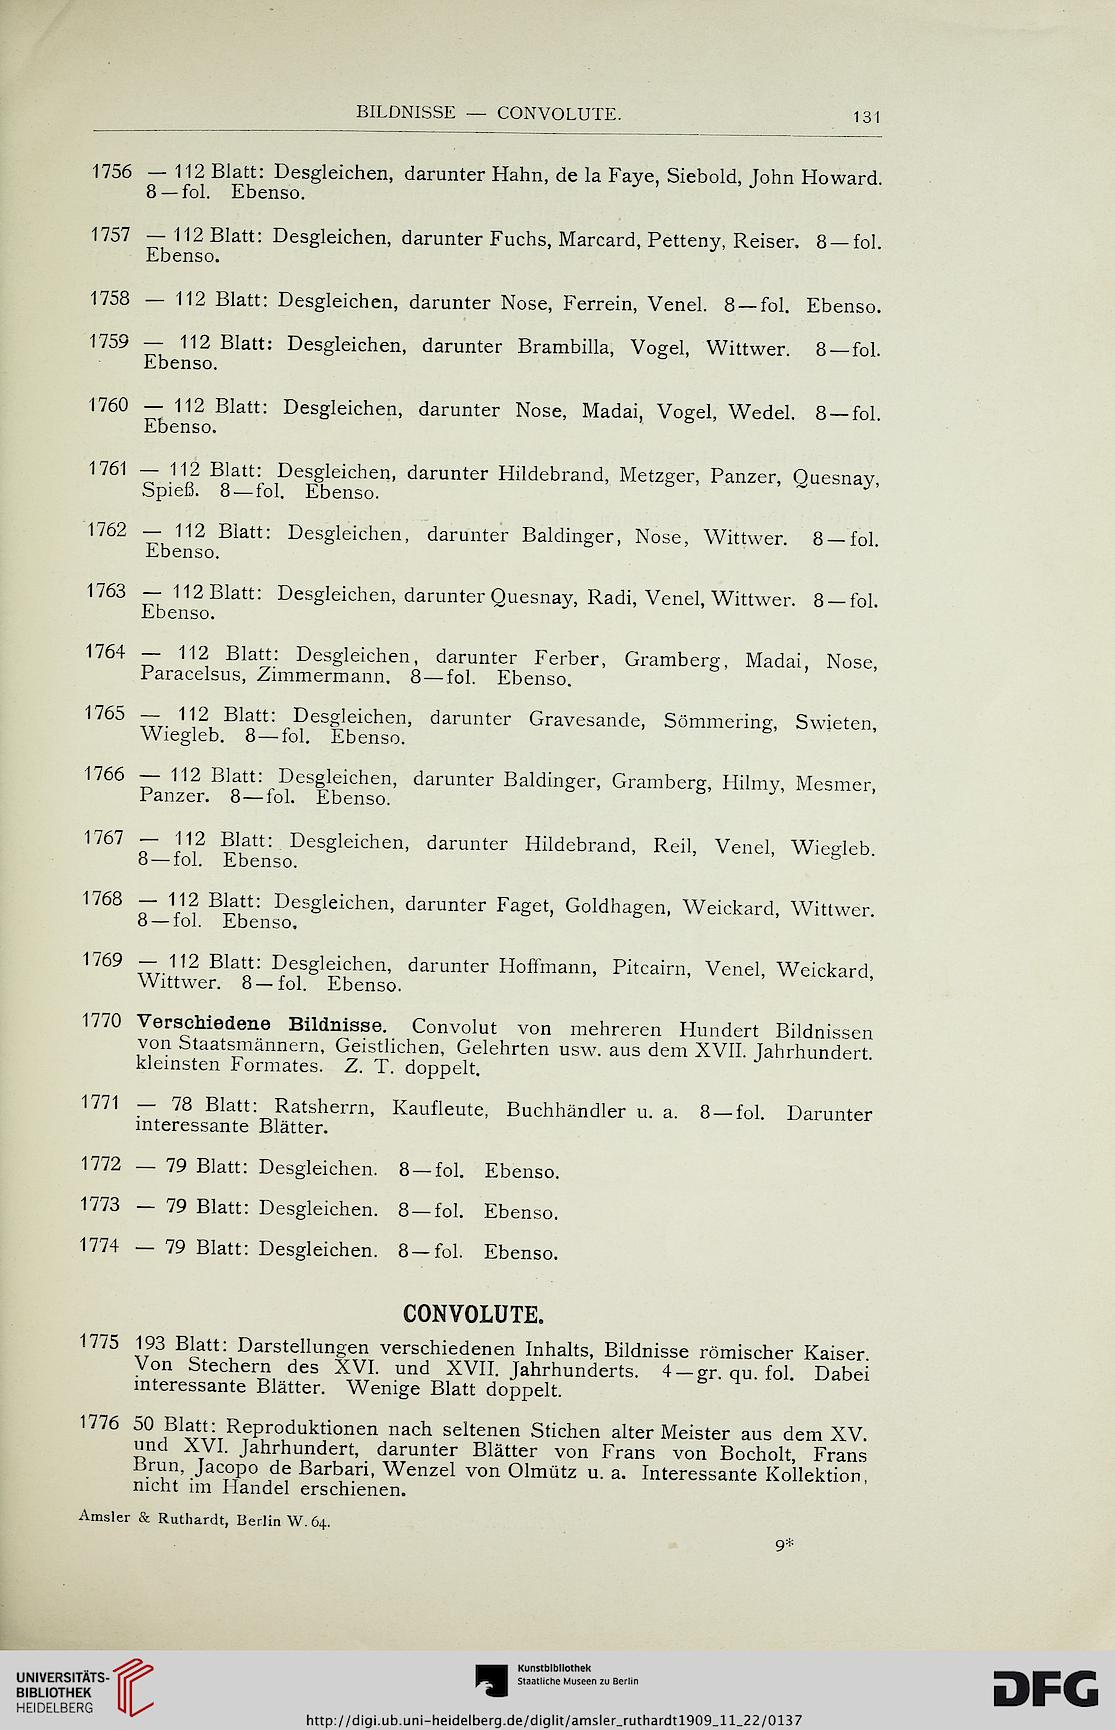 BILDNISSE — CONVOLUTE.
131
1756 — 112 Blatt: Desgleichen, darunter Hahn, de la Faye, Siebold, John Howard.
8 — fol. Ebenso.
1757 — 112 Blatt: Desgleichen, darunter Fuchs, Marcard, Petteny, Reiser. 8 — fol.
Ebenso.
1758 — 112 Blatt: Desgleichen, darunter Nose, Ferrein, Venel. 8 — fol. Ebenso.
1759 — 112 Blatt: Desgleichen, darunter Brambilla, Vogel, Wittwer. 8 — fol.
Ebenso.
1760 — 112 Blatt: Desgleichen, darunter Nose, Madai, Vogel, Wedel. 8 — fol.
Ebenso.
1761 — 112 Blatt: Desgleichen, darunter Hildebrand, Metzger, Panzer, Quesnay,
Spieß. 8 — fol. Ebenso.
1762 — 112 Blatt: Desgleichen, darunter Baldinger, Nose, Wittwer. 8 — fol.
Ebenso.
1763 — 112 Blatt: Desgleichen, darunter Quesnay, Radi, Venel, Wittwer. 8 — fol.
Ebenso.
1764 — 112 Blatt: Desgleichen, darunter Ferber, Gramberg, Madai, Nose,
Paracelsus, Zimmermann. 8 — fol. Ebenso.
1765 — 112 Blatt: Desgleichen, darunter Gravesande, Sömmering, Swieten,
Wiegleb. 8 — fol. Ebenso.
1766 — 112 Blatt: Desgleichen, darunter Baldinger, Gramberg, Hilmy, Mesmer,
Panzer. 8 — fol. Ebenso.
1767 — 112 Blatt: Desgleichen, darunter Hildebrand, Reil, Venel, Wiegleb.
8 — fol. Ebenso.
1768 — 112 Blatt: Desgleichen, darunter Faget, Goldhagen, Weickard, Wittwer.
8 — fol. Ebenso.
1769 — 112 Blatt: Desgleichen, darunter Hoffmann, Pitcairn, Venel, Weickard,
Wittwer. 8 — fol. Ebenso.
1770 Verschiedene Bildnisse. Convolut von mehreren Hundert Bildnissen
von Staatsmännern, Geistlichen, Gelehrten usw. aus dem XVII. Jahrhundert.
kleinsten Formates. Z. T. doppelt.
1771 — 78 Blatt: Ratsherrn, Kaufleute, Buchhändler u. a. 8 — fol. Darunter
interessante Blätter.
1772 — 79 Blatt: Desgleichen. 8 — fol. Ebenso.
1773 — 79 Blatt: Desgleichen. 8 — fol. Ebenso.
1774 — 79 Blatt: Desgleichen. 8 — fol. Ebenso.
CONVOLUTE.
1775 193 Blatt: Darstellungen verschiedenen Inhalts, Bildnisse römischer Kaiser.
Von Stechern des XVI. und XVII. Jahrhunderts. 4 — gr. qu. fol. Dabei
interessante Blätter. Wenige Blatt doppelt.
1776 50 Blatt: Reproduktionen nach seltenen Stichen alter Meister aus dem XV.
und XVI. Jahrhundert, darunter Blätter von Frans von Bocholt, Frans
Brun, Jacopo de Barbari, Wenzel von Olmütz u. a. Interessante Kollektion,
nicht im Handel erschienen.
Amsler & Ruthardt, Berlin W. 64.
9*
UNIVERSITÄTS-
BIBLIOTHEK
HEIDELBERG
Kunstbibliothek
Staatliche Museen zu Berlin
DFG
http://digi.ub.uni-heidelberg.de/diglit/amsler_ruthardt1909_11_22/0137